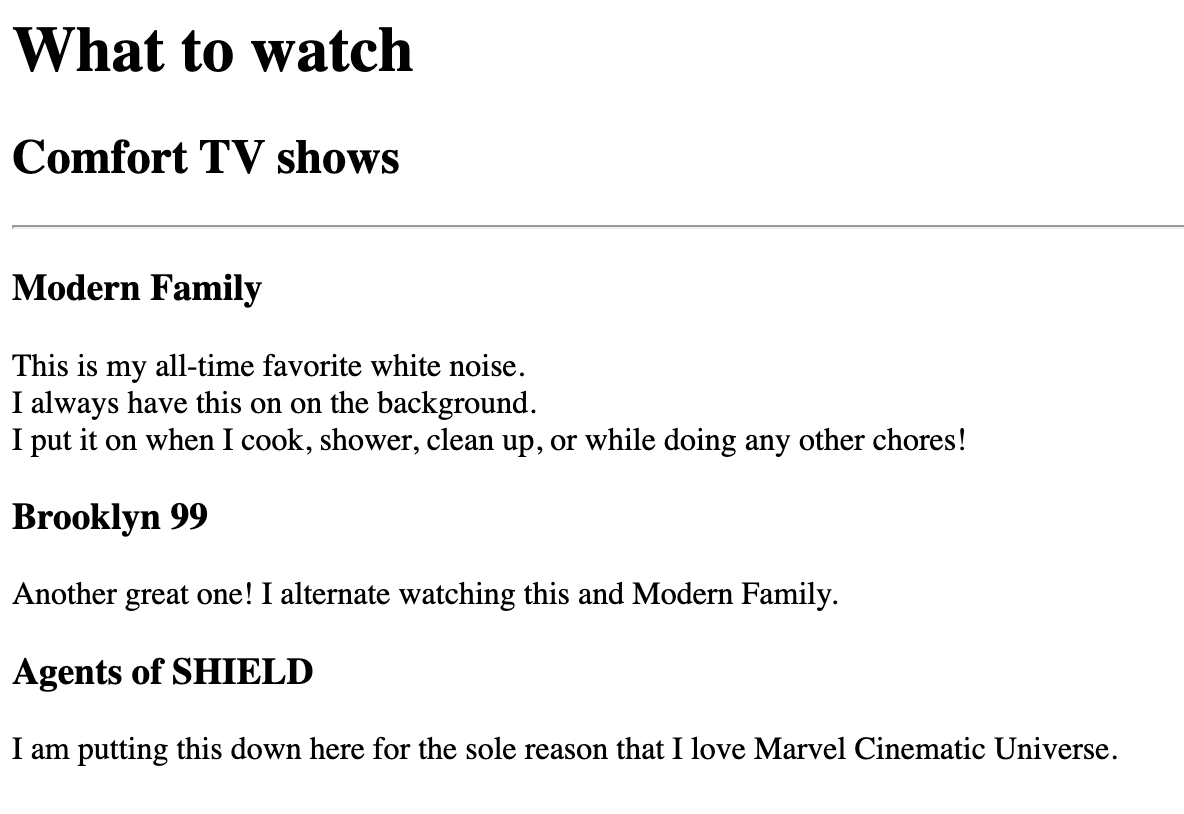 What to watch
Comfort TV shows
Modern Family
This is my all-time favorite white noise.
I always have this on on the background.
I put it on when I cook, shower, clean up, or while doing any other chores!
Brooklyn 99
Another great one! I alternate watching this and Modern Family.
Agents of SHIELD
I am putting this down here for the sole reason that I love Marvel Cinematic Universe.